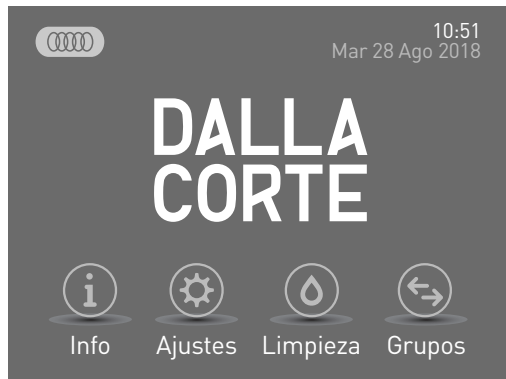 10:51
Mar 28 Ago 2018
DALLA
CORTE
Info
Ajustes
Limpieza
Grupos